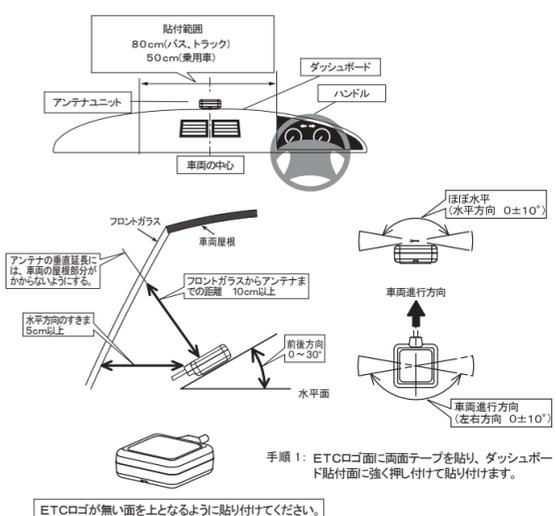 貼付範囲
80cm(バス、トラック)
50cm(乗用車)
ダッシュボード
アンテナユニット
ハンドル
車両の中心
フロントガラス
車両屋根
ほぼ水平
(水平方向 0±10°)
アンテナの垂直延長に
は、車両の屋根部分が
かからないようにする。
フロントガラスからアンテナま
での距離 10cm以上
車両進行方向
水平方向のすきま
5cm以上
前後方向
0~30°
水平面
車両進行方向
(左右方向 0±10°)
手順1: ETCロゴ面に両面テープを貼り、ダッシュボー
ド貼付面に強く押し付けて貼り付けます。
ETCロゴが無い面を上となるように貼り付けてください。